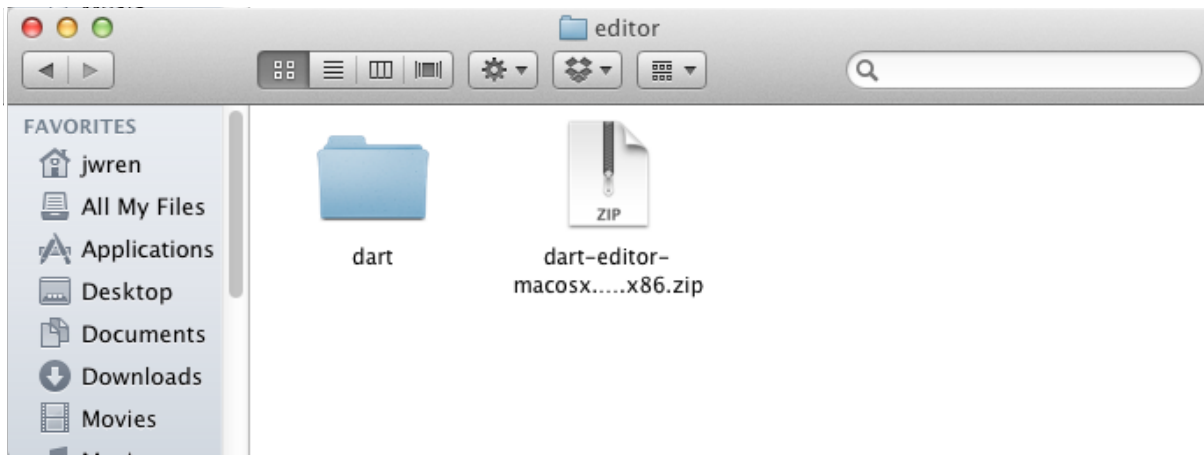 editor
FAVORITES
jwren
All My Files
Applications
Desktop
Documents
Downloads
Movies
dart
ZIP
dart-editor-
macosx.....x86.zip